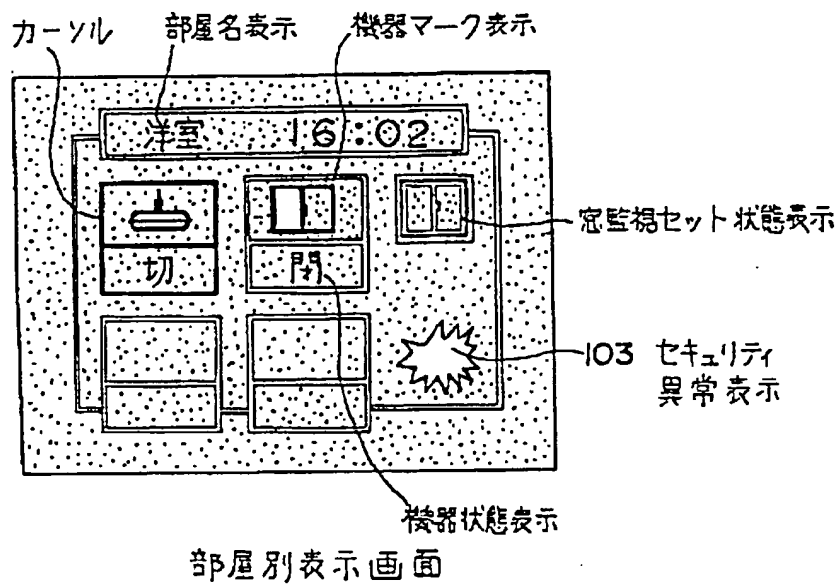 カーソル
部屋名表示
機器マーク表示
洋室 16:02
窓監視セット状態表示
切
閉
103 セキュリティ
異常表示
機器状態表示
部屋別表示画面